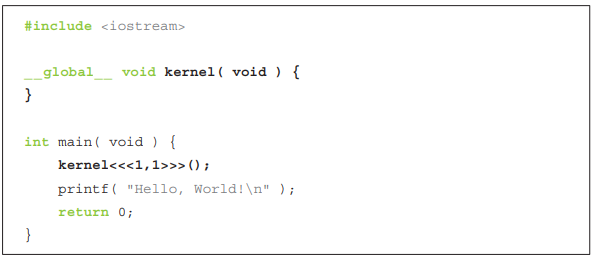 #include <iostream>
__global__ void kernel( void ) {
}
int main( void ) {
kernel<<<1,1>>>();
printf( "Hello, World!\n" );
return 0;
}